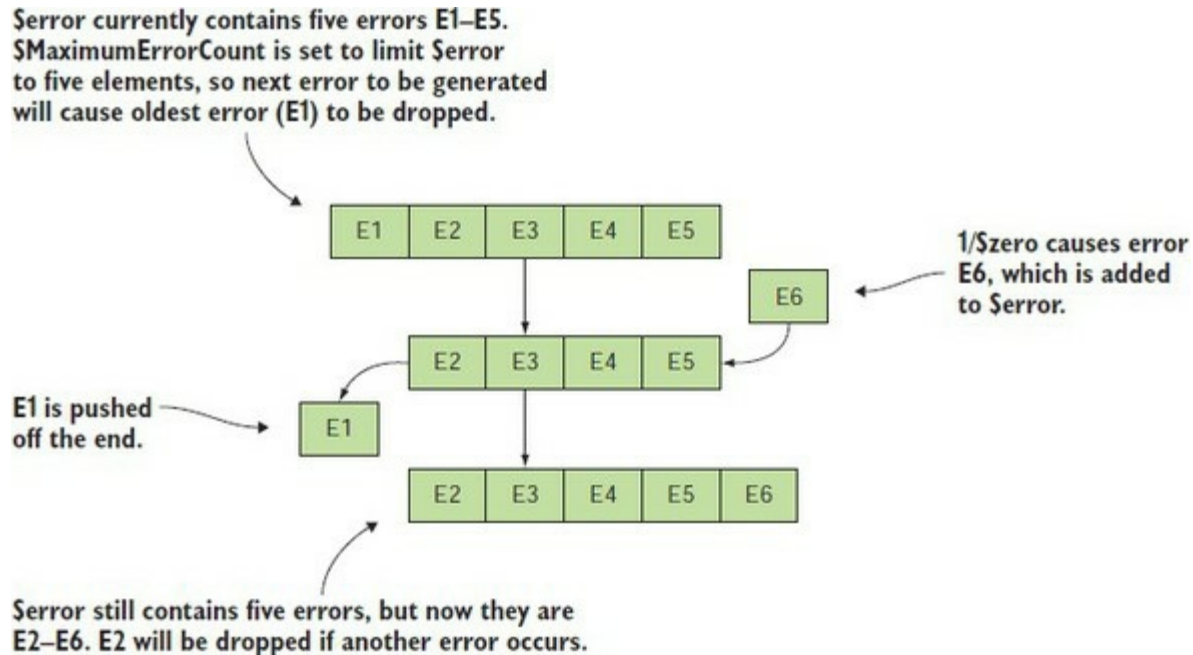 $error currently contains five errors E1–E5.
$MaximumErrorCount is set to limit $error
to five elements, so next error to be generated
will cause oldest error (E1) to be dropped.
E1 E2 E3 E4 E5
1/$zero causes error
E6, which is added
to $error.
E6
E2 E3 E4 E5
E1 is pushed
off the end.
E1
E2 E3 E4 E5 E6
$error still contains five errors, but now they are
E2–E6. E2 will be dropped if another error occurs.